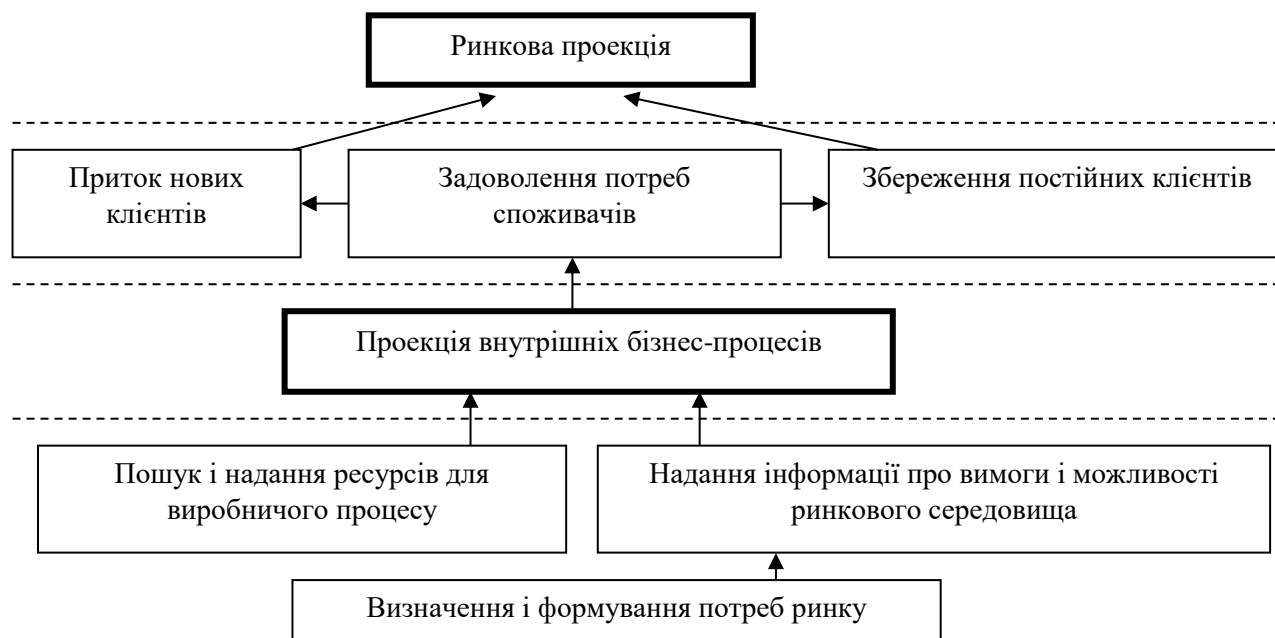 Ринкова проекція
Приток нових
клієнтів
Задоволення потреб
споживачів
Збереження постійних клієнтів
Проекція внутрішніх бізнес-процесів
Пошук і надання ресурсів для
виробничого процесу
Надання інформації про вимоги і можливості
ринкового середовища
Визначення і формування потреб ринку